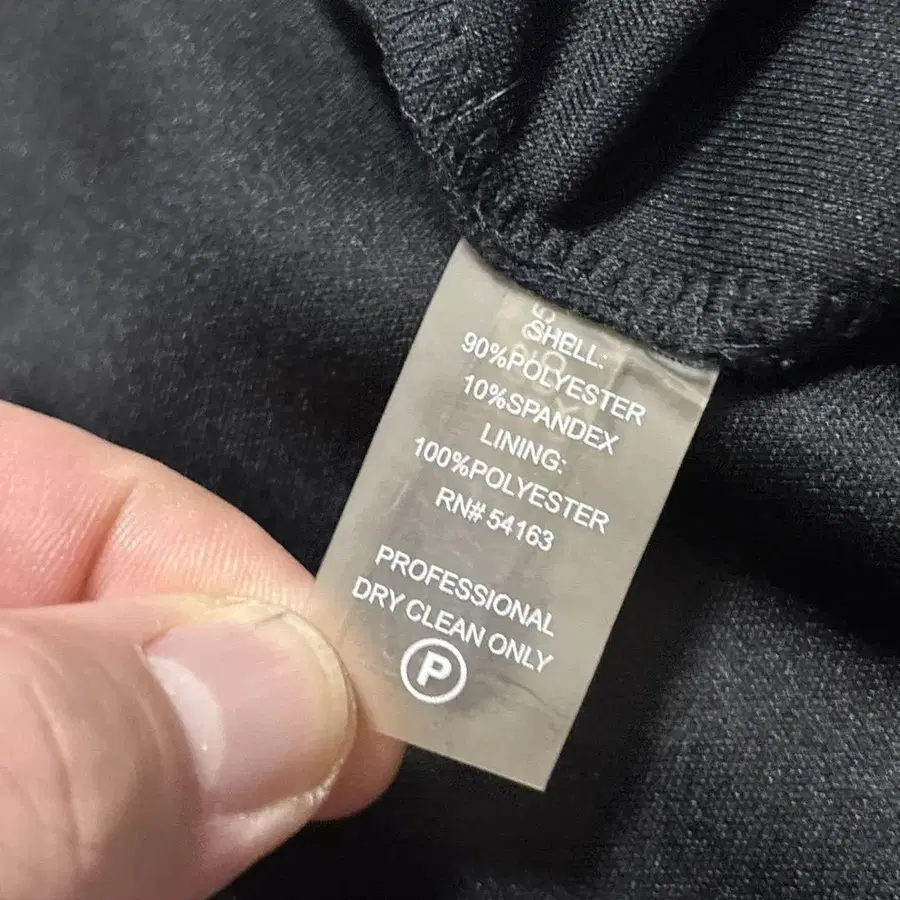 SHELL:
90%POLYESTER
10%SPANDEX
LINING:
100%POLYESTER
RN# 54163
PROFESSIONAL
DRY CLEAN ONLY
P